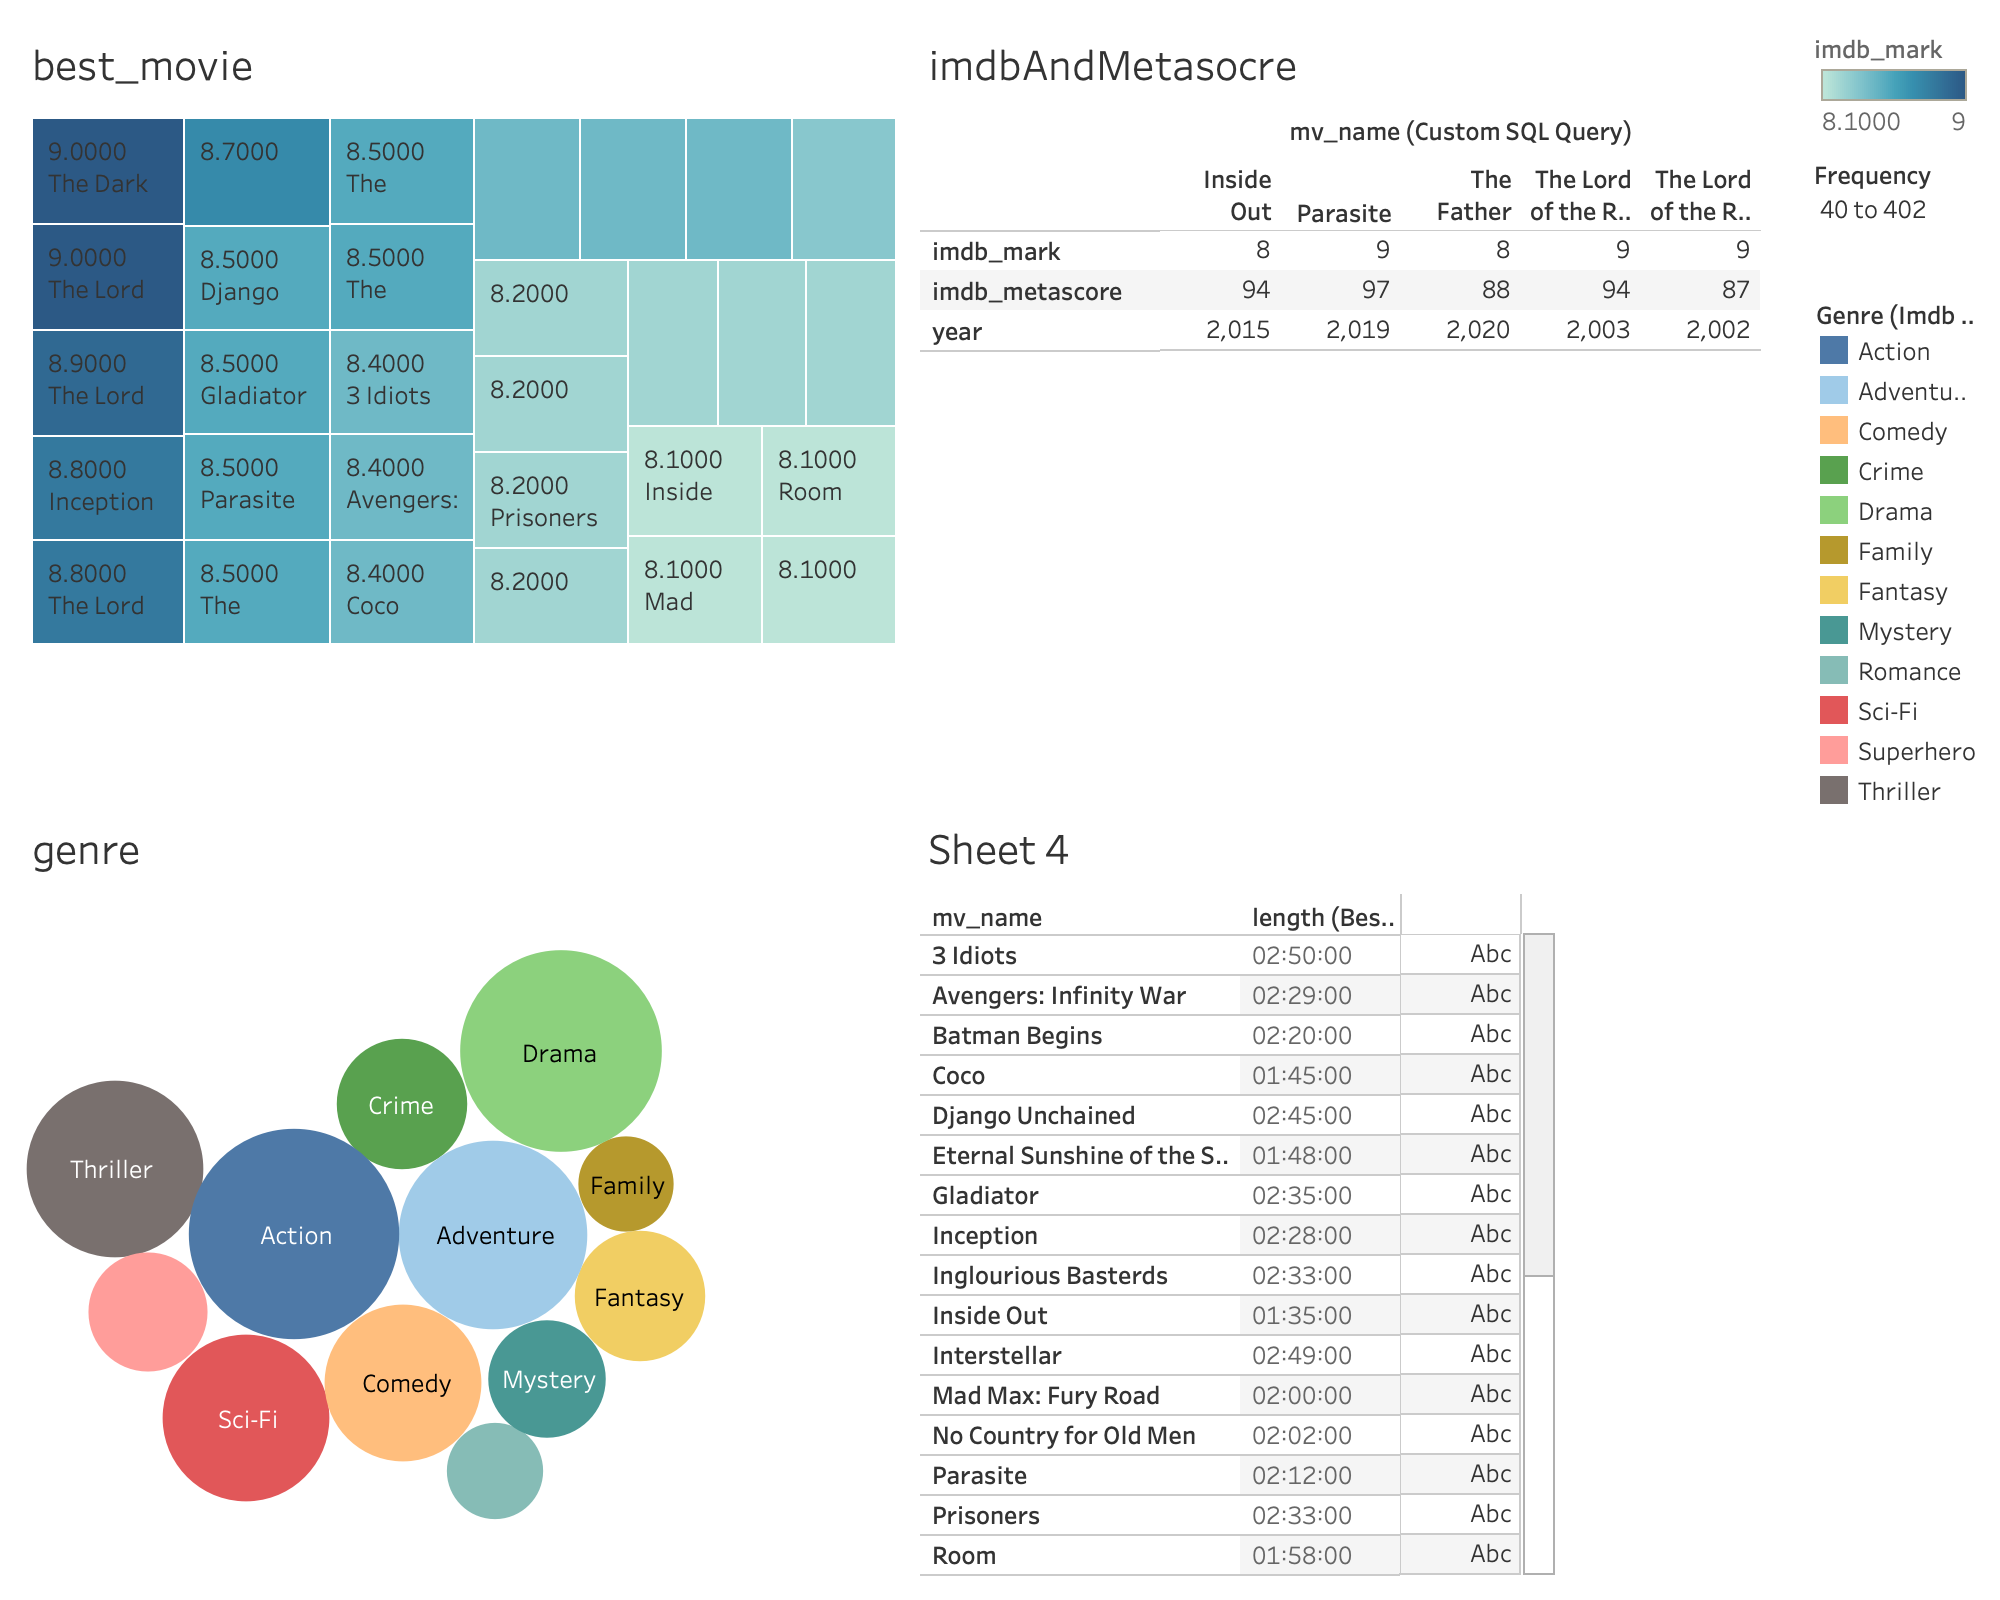 best_movie
9.0000
The Dark
9.0000
The Lord
8.9000
The Lord
8.8000
Inception
8.8000
The Lord
8.7000
8.5000
Django
8.5000
Gladiator
8.5000
Parasite
8.5000
The
8.5000
The
8.5000
The
8.4000
3 Idiots
8.4000
Avengers:
8.4000
Coco
8.2000
8.2000
8.2000
Prisoners
8.2000
8.1000
Inside
8.1000
Room
8.1000
Mad
8.1000
imdbAndMetasocre
mv_name (Custom SQL Query)
Inside Out Parasite The Father The Lord of the R.. The Lord of the R..
imdb_mark 8 9 8 9 9
imdb_metascore 94 97 88 94 87
year 2,015 2,019 2,020 2,003 2,002
imdb_mark
8.1000 9
Frequency
40 to 402
Genre (Imdb ..
Action
Adventu..
Comedy
Crime
Drama
Family
Fantasy
Mystery
Romance
Sci-Fi
Superhero
Thriller
genre
Drama
Crime
Thriller
Family
Action
Adventure
Fantasy
Mystery
Comedy
Sci-Fi
Sheet 4
mv_name length (Bes..
3 Idiots 02:50:00 Abc
Avengers: Infinity War 02:29:00 Abc
Batman Begins 02:20:00 Abc
Coco 01:45:00 Abc
Django Unchained 02:45:00 Abc
Eternal Sunshine of the S.. 01:48:00 Abc
Gladiator 02:35:00 Abc
Inception 02:28:00 Abc
Inglourious Basterds 02:33:00 Abc
Inside Out 01:35:00 Abc
Interstellar 02:49:00 Abc
Mad Max: Fury Road 02:00:00 Abc
No Country for Old Men 02:02:00 Abc
Parasite 02:12:00 Abc
Prisoners 02:33:00 Abc
Room 01:58:00 Abc